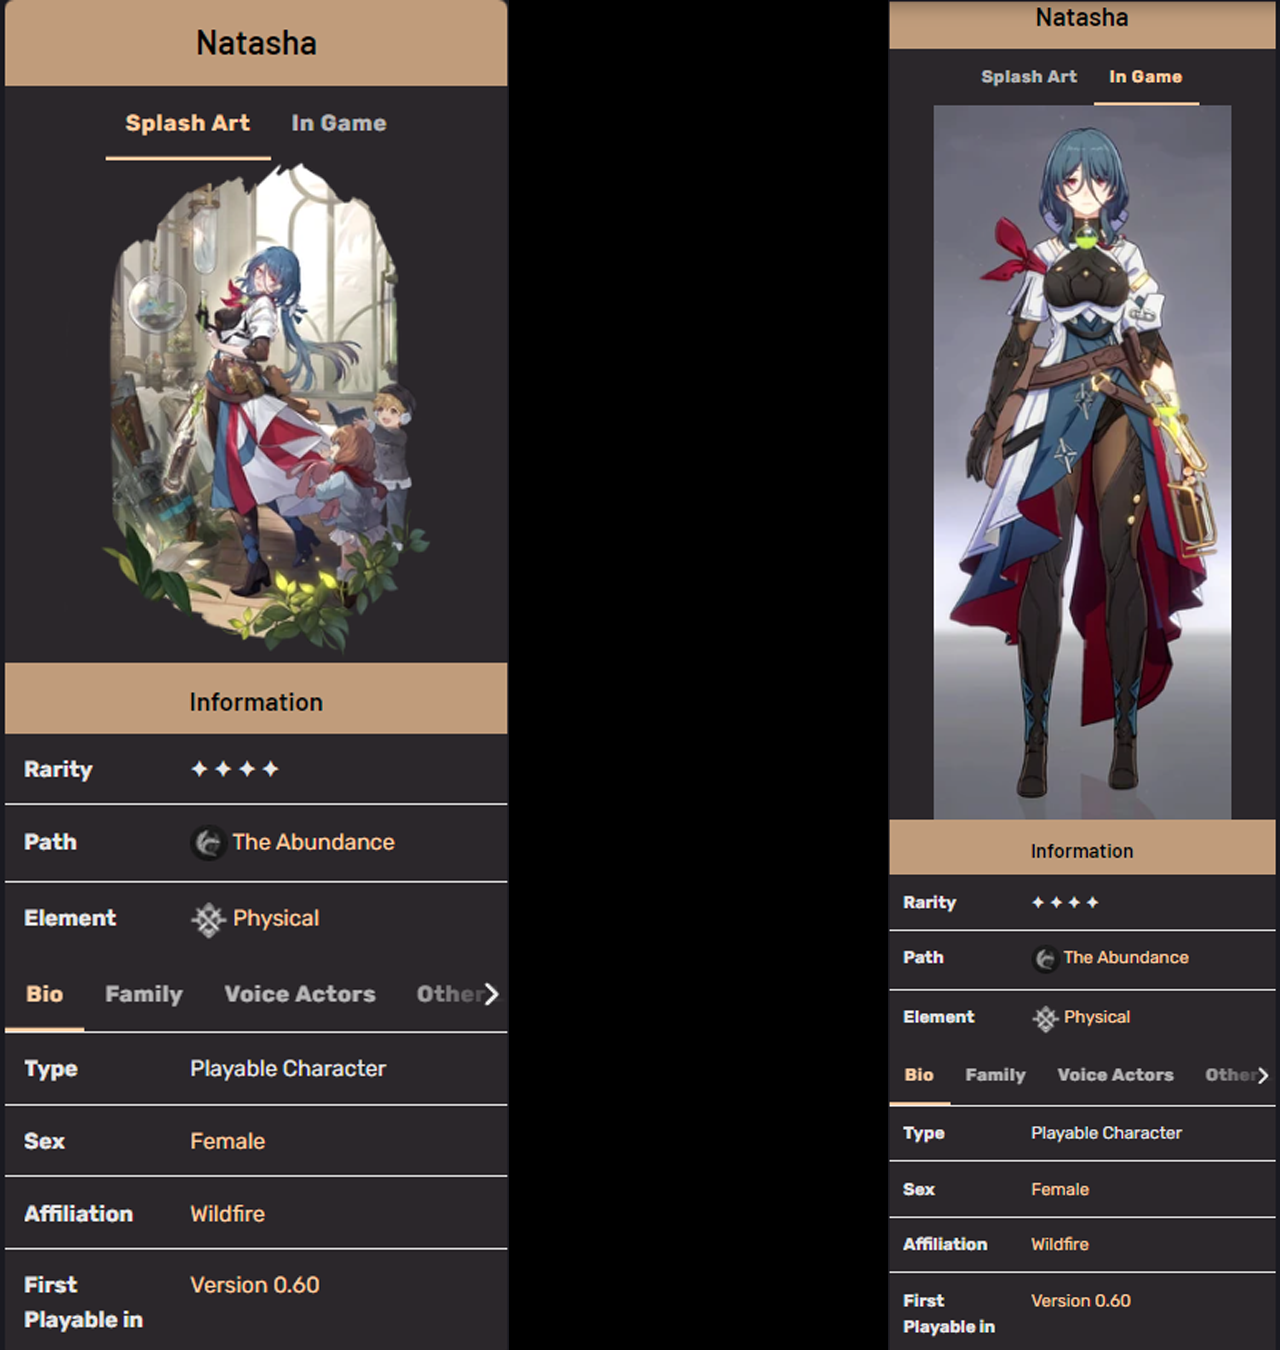 Natasha
Splash Art In Game
Information
Rarity
Path The Abundance
Element Physical
Bio Family Voice Actors Other
Type Playable Character
Sex Female
Affiliation Wildfire
First Playable in Version 0.60
Natasha
Splash Art In Game
Information
Rarity
Path The Abundance
Element Physical
Bio Family Voice Actors Other
Type Playable Character
Sex Female
Affiliation Wildfire
First Playable in Version 0.60